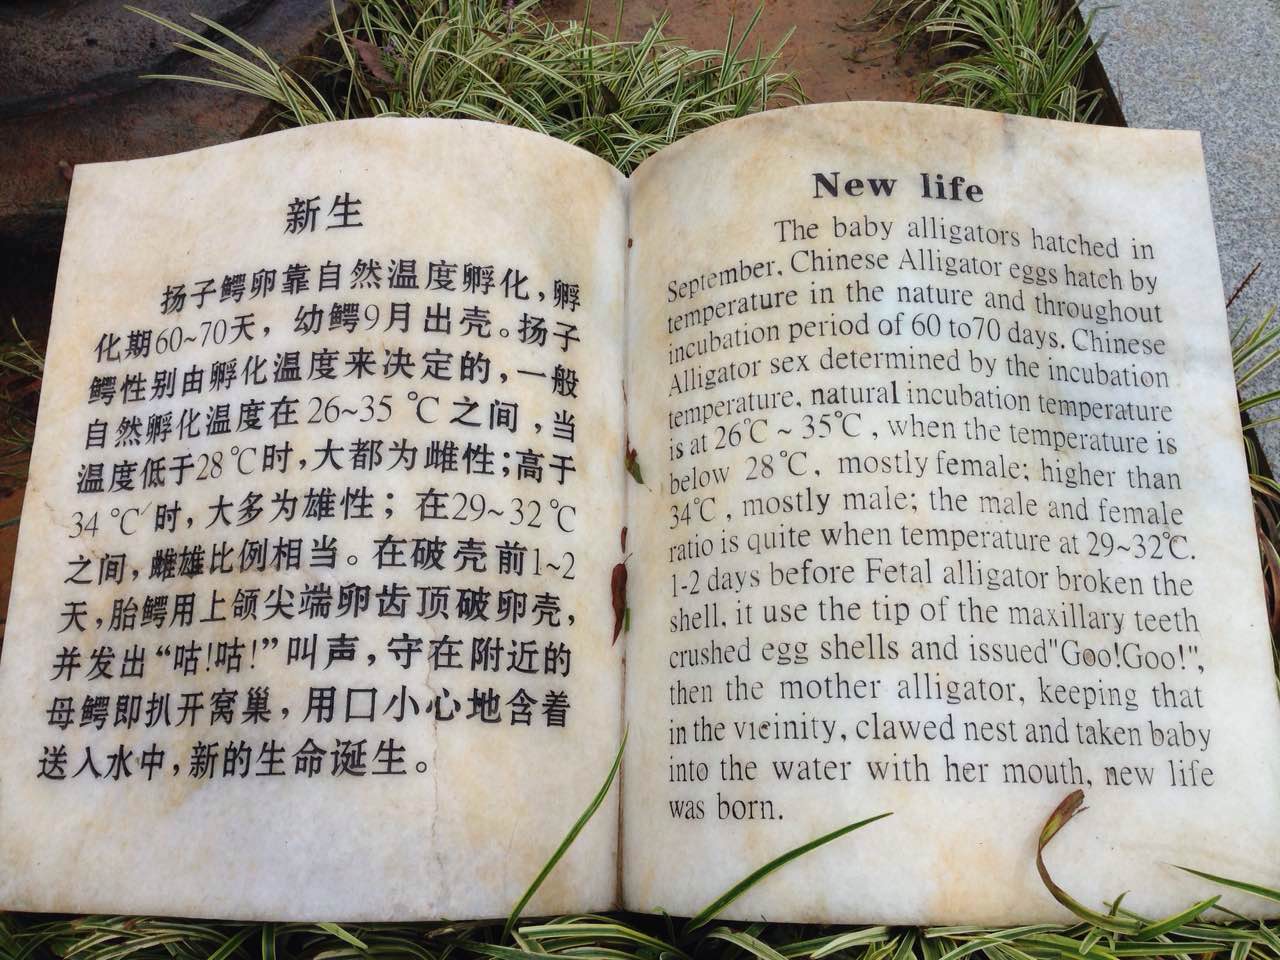 新生
扬子鳄卵靠自然温度孵化,孵
化期60~70天,幼鳄9月出壳。扬子
鳄性别由孵化温度来决定的,一般
自然孵化温度在26~35℃之间,当
温度低于28℃时,大都为雌性;高于
34℃时,大多为雄性;在29~32℃
之间,雌雄比例相当。在破壳前1~2
天,胎鳄用上颌尖端卵齿顶破卵壳,
并发出“咕!咕!”叫声,守在附近的
母鳄即扒开窝巢,用口小心地含着
送入水中,新的生命诞生。
New life
The baby alligators hatched in
September. Chinese Alligator eggs hatch by
temperature in the nature and throughout
incubation period of 60 to70 days. Chinese
Alligator sex determined by the incubation
temperature. natural incubation temperature
is at 26℃~35℃, when the temperature is
below 28℃, mostly female; higher than
34℃, mostly male; the male and female
ratio is quite when temperature at 29~32℃.
1-2 days before Fetal alligator broken the
shell, it use the tip of the maxillary teeth
crushed egg shells and issued"Goo!Goo!",
then the mother alligator, keeping that
in the vicinity, clawed nest and taken baby
into the water with her mouth, new life
was born.